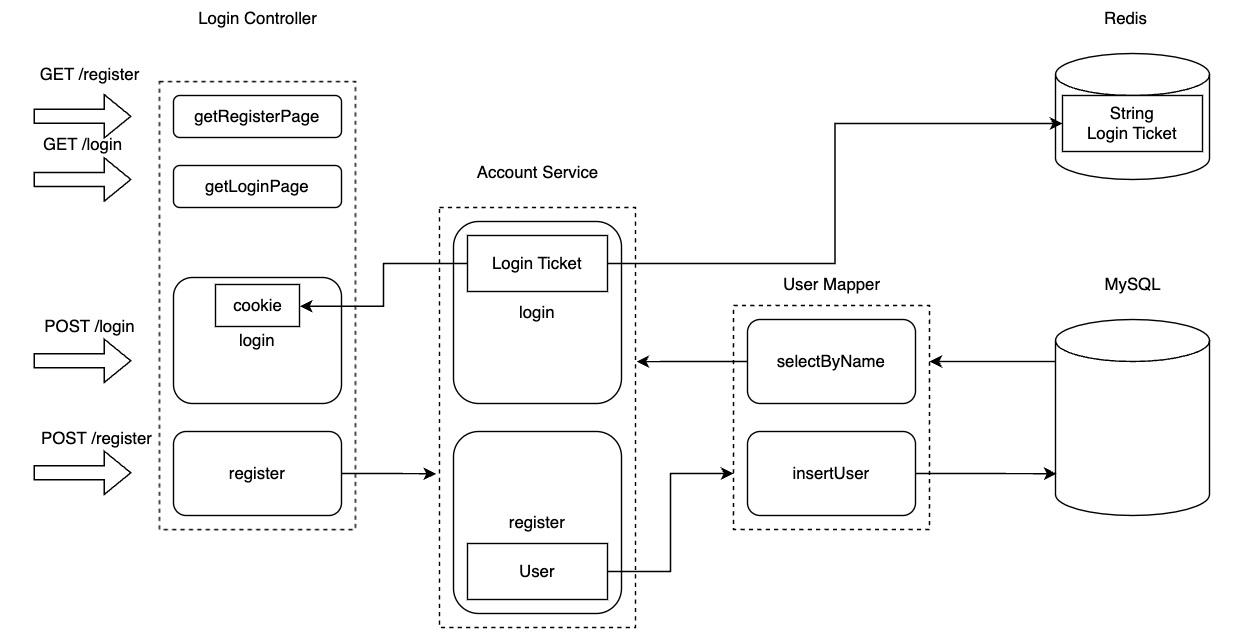 Login Controller
Redis
GET /register
getRegisterPage
String
Login Ticket
GET /login
getLoginPage
Account Service
Login Ticket
login
cookie
login
User Mapper
MySQL
POST /login
selectByName
POST /register
register
insertUser
register
User